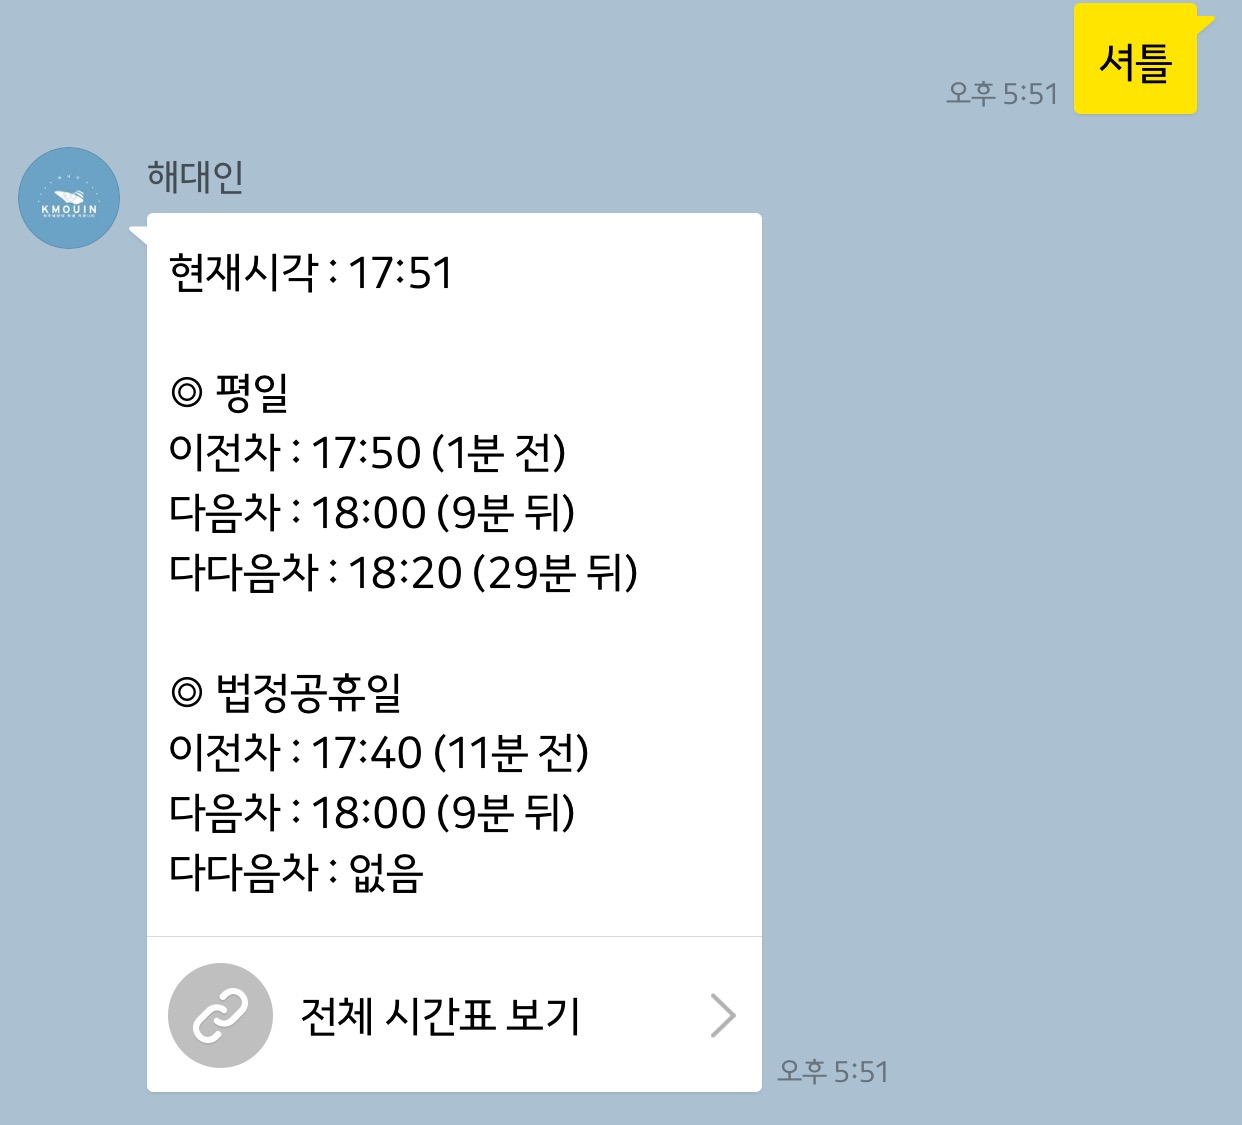 셔틀
오후 5:51
해대인
KMOUIN
현재시각 : 17:51
◎ 평일
이전차 : 17:50 (1분 전)
다음차 : 18:00 (9분 뒤)
다다음차 : 18:20 (29분 뒤)
◎ 법정공휴일
이전차 : 17:40 (11분 전)
다음차 : 18:00 (9분 뒤)
다다음차 : 없음
전체 시간표 보기
오후 5:51